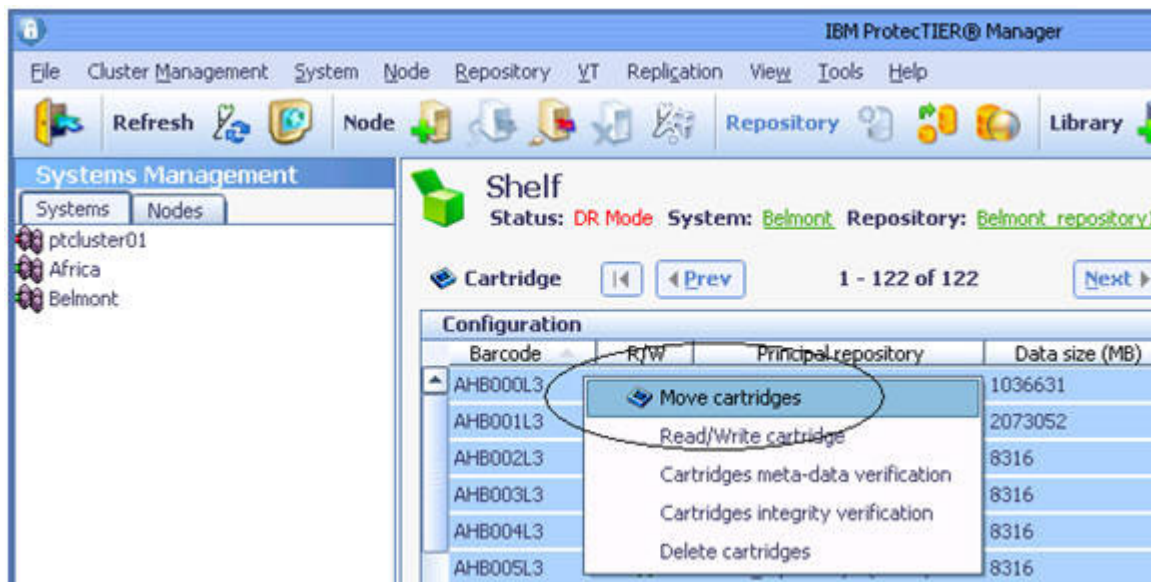 IBM ProtecTIER® Manager
File Cluster Management System Node Repository VT Replication View Tools Help
Refresh Node Repository Library
Systems Management
Systems Nodes
ptcluster01
Africa
Belmont
Shelf
Status: DR Mode System: Belmont Repository: Belmont_repository
Cartridge Prev 1 - 122 of 122 Next
Configuration
Barcode R/W Principal repository Data size (MB)
AHB000L3 1036631
Move cartridges
AHB001L3 2073052
Read/Write cartridge
AHB002L3 8316
Cartridges meta-data verification
AHB003L3 8316
Cartridges integrity verification
AHB004L3 8316
Delete cartridges
AHB005L3 8316